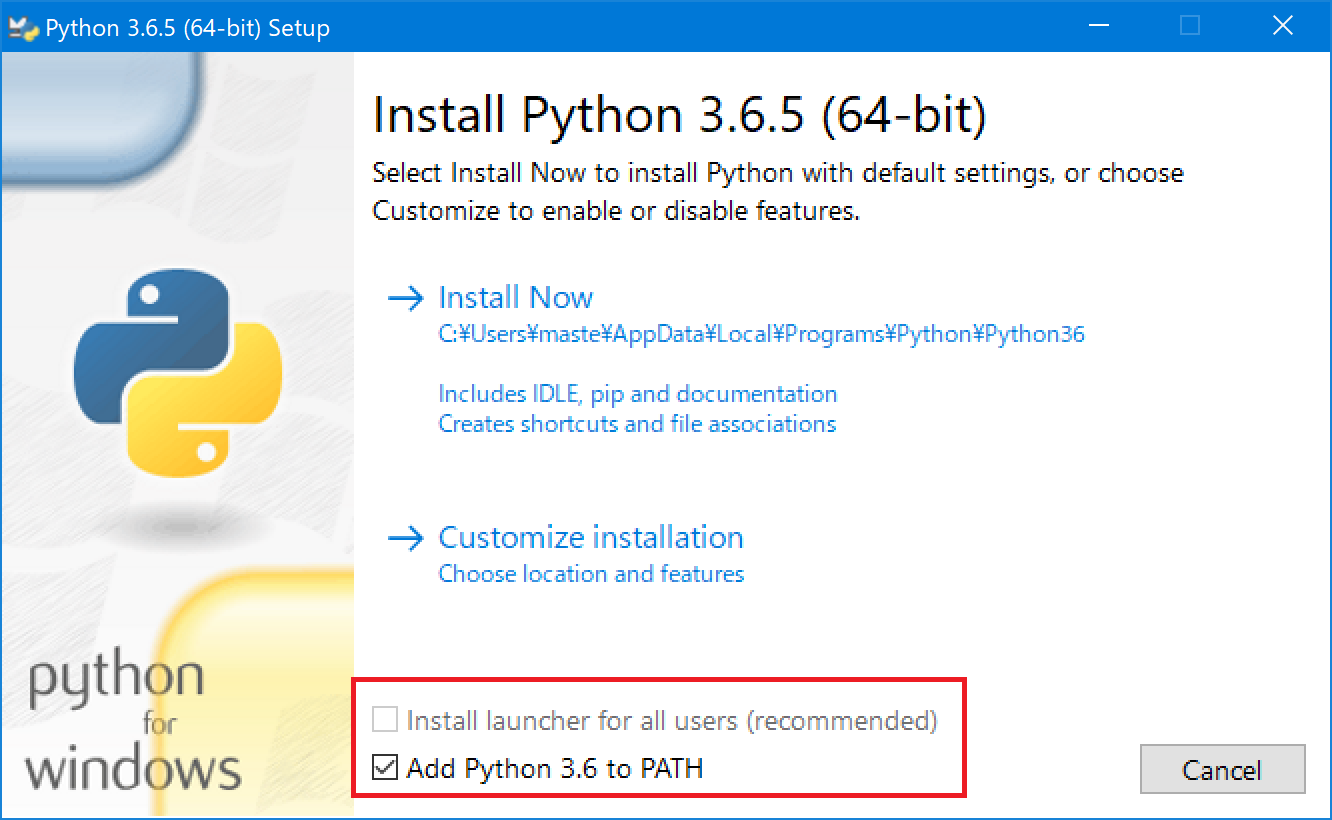 Python 3.6.5 (64-bit) Setup
Install Python 3.6.5 (64-bit)
Select Install Now to install Python with default settings, or choose
Customize to enable or disable features.
Install Now
C:¥Users¥maste¥AppData¥Local¥Programs¥Python¥Python36
Includes IDLE, pip and documentation
Creates shortcuts and file associations
Customize installation
Choose location and features
Install launcher for all users (recommended)
Add Python 3.6 to PATH
Cancel
python
for
windows